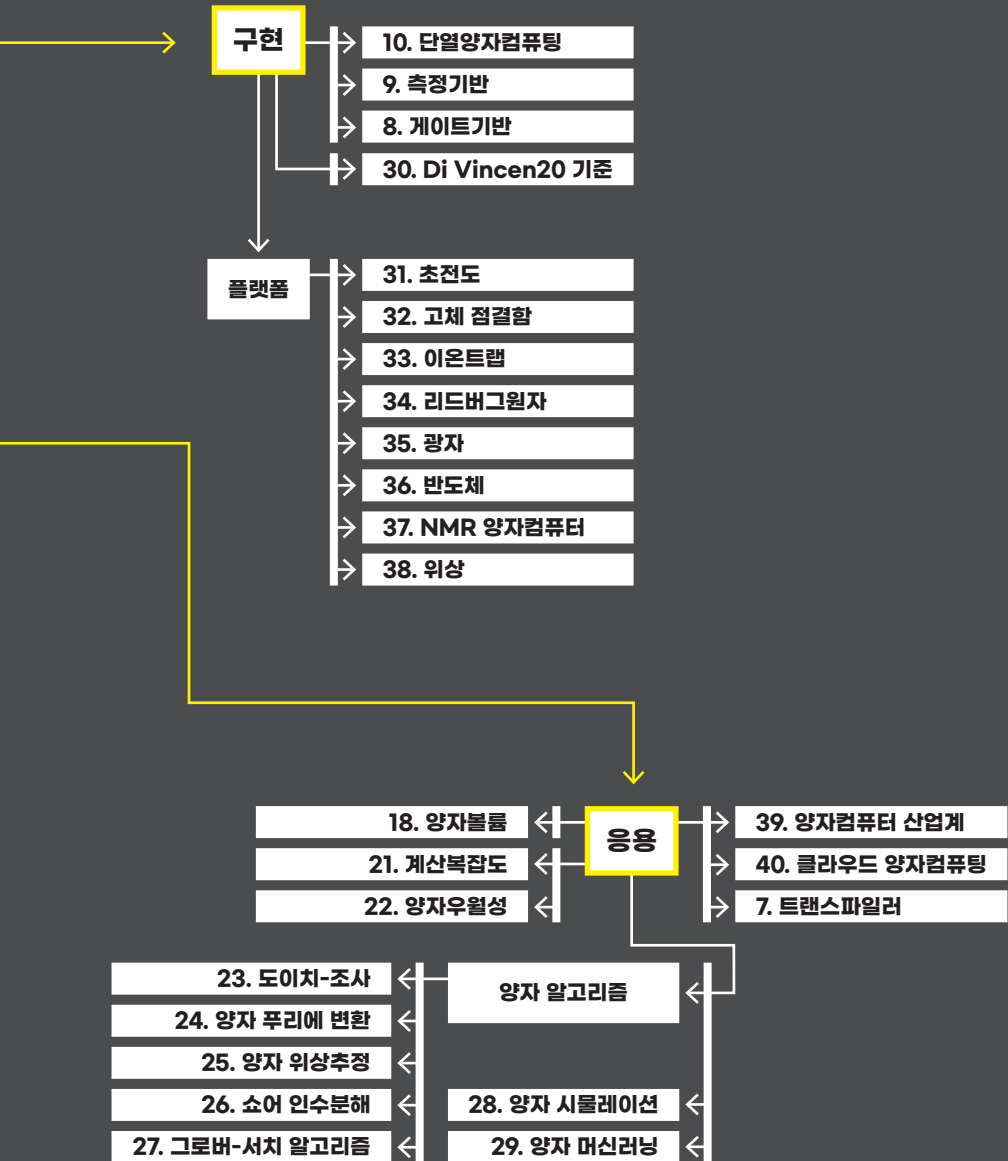 구현
10. 단열양자컴퓨팅
9. 측정기반
8. 게이트기반
30. Di Vincen20 기준
플랫폼
31. 초전도
32. 고체 점결함
33. 이온트랩
34. 리드버그원자
35. 광자
36. 반도체
37. NMR 양자컴퓨터
38. 위상
응용
18. 양자볼륨
21. 계산복잡도
22. 양자우월성
39. 양자컴퓨터 산업계
40. 클라우드 양자컴퓨팅
7. 트랜스파일러
양자 알고리즘
23. 도이치-조사
24. 양자 푸리에 변환
25. 양자 위상추정
26. 쇼어 인수분해
27. 그로버-서치 알고리즘
28. 양자 시물레이션
29. 양자 머신러닝